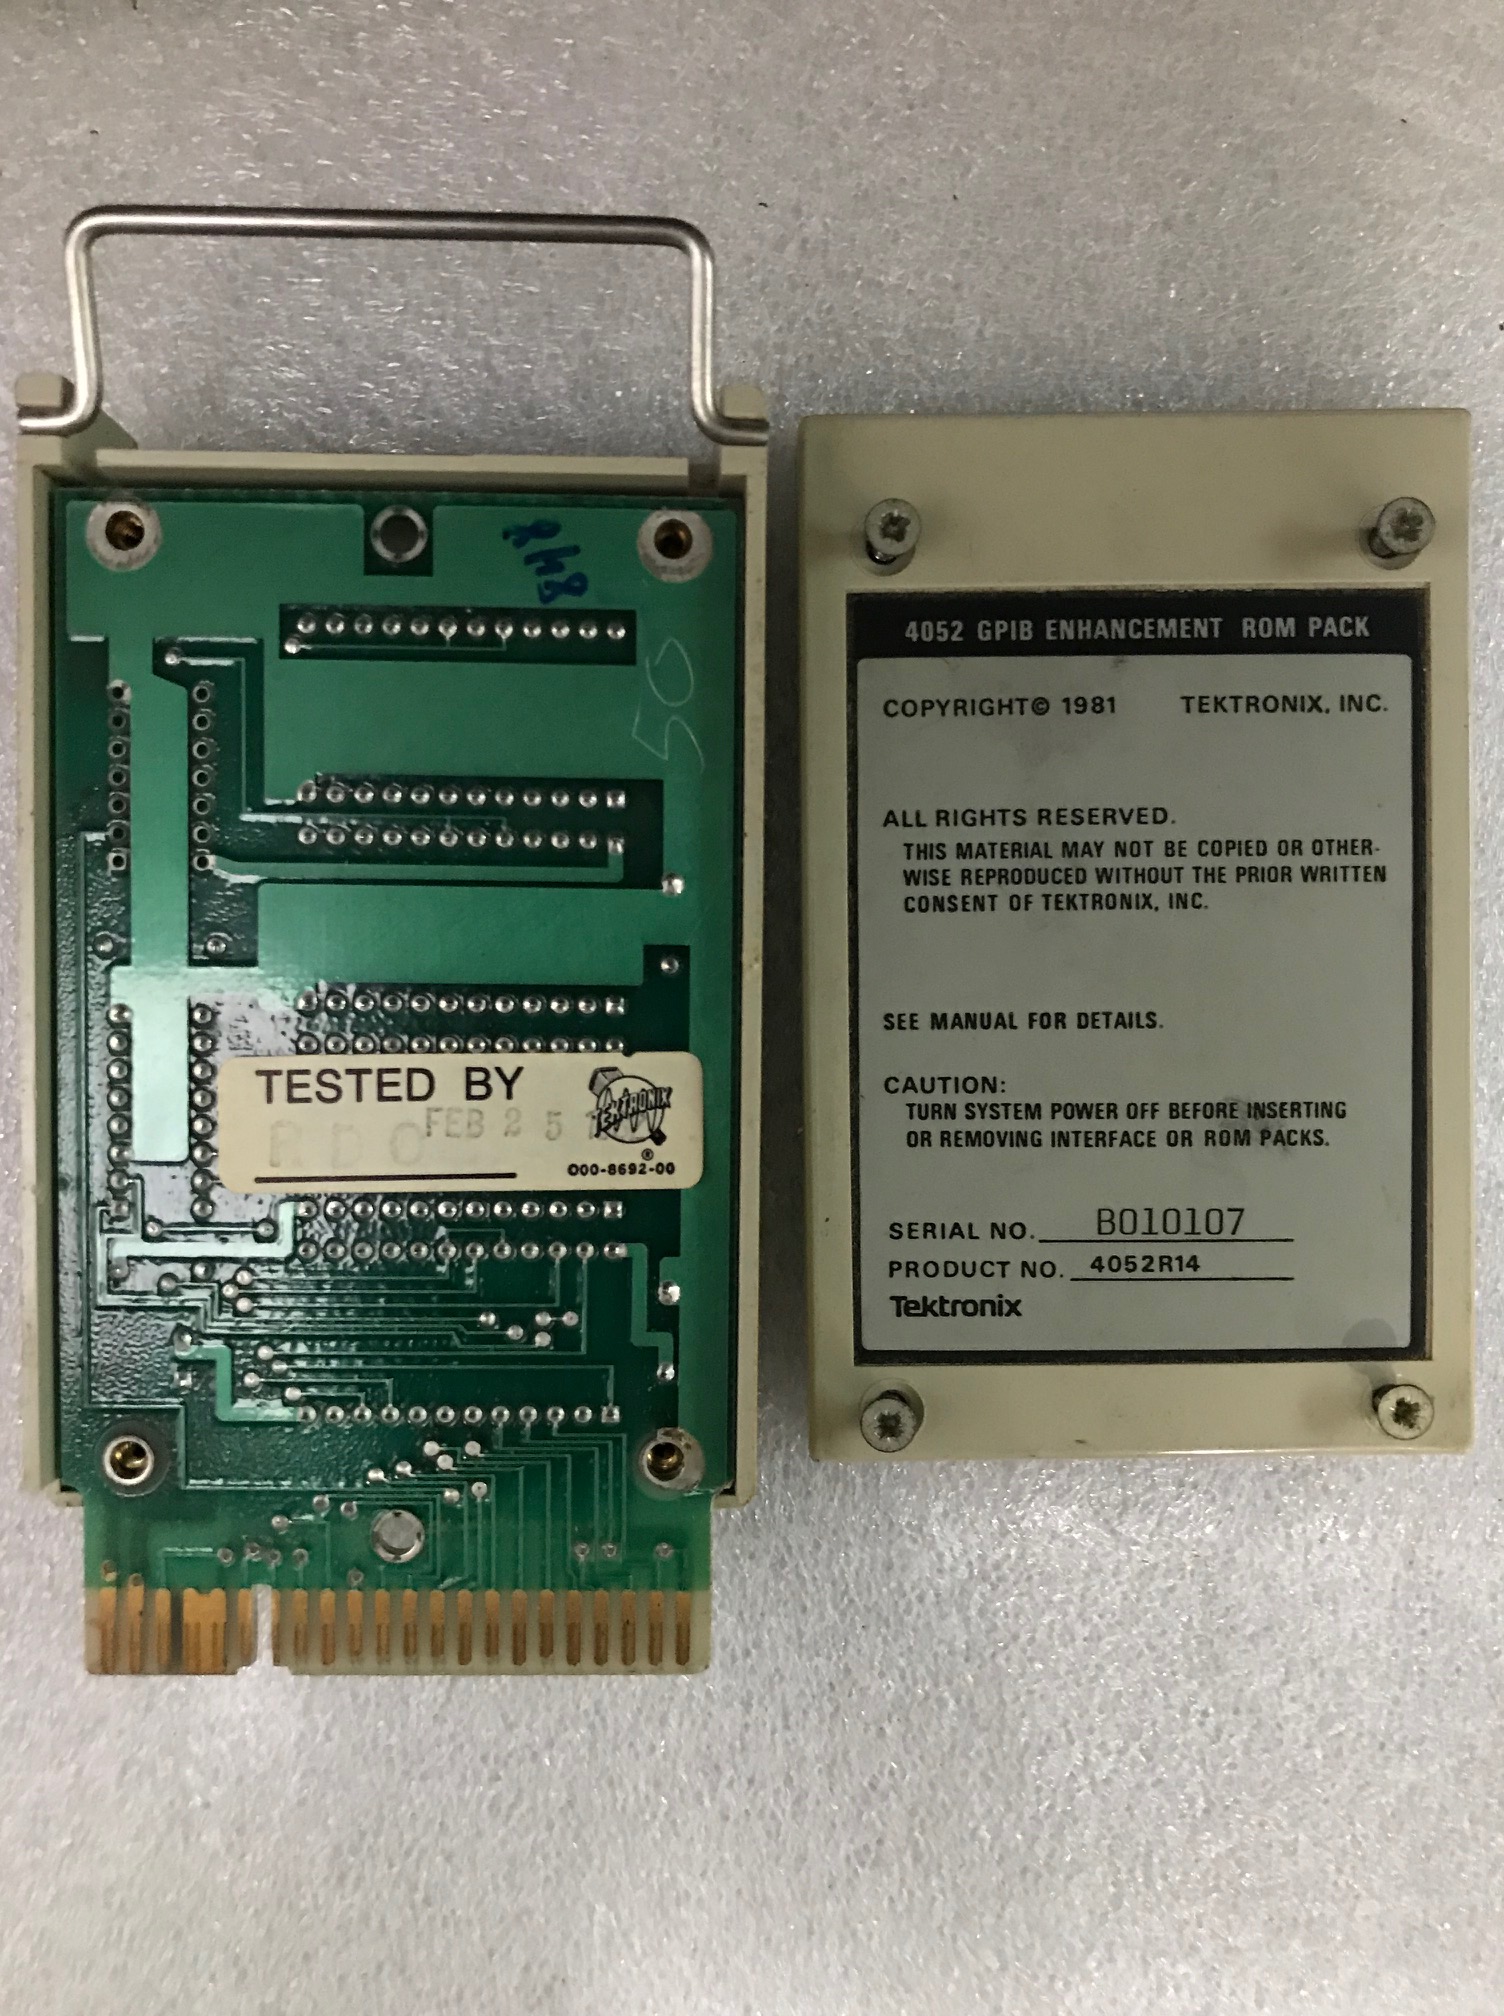 848
50
TESTED BY
FEB 25
TEKTRONIX
®
000-8692-00
4052 GPIB ENHANCEMENT ROM PACK
COPYRIGHT© 1981 TEKTRONIX, INC.
ALL RIGHTS RESERVED.
THIS MATERIAL MAY NOT BE COPIED OR OTHER-
WISE REPRODUCED WITHOUT THE PRIOR WRITTEN
CONSENT OF TEKTRONIX, INC.
SEE MANUAL FOR DETAILS.
CAUTION:
TURN SYSTEM POWER OFF BEFORE INSERTING
OR REMOVING INTERFACE OR ROM PACKS.
SERIAL NO. B010107
PRODUCT NO. 4052R14
Tektronix